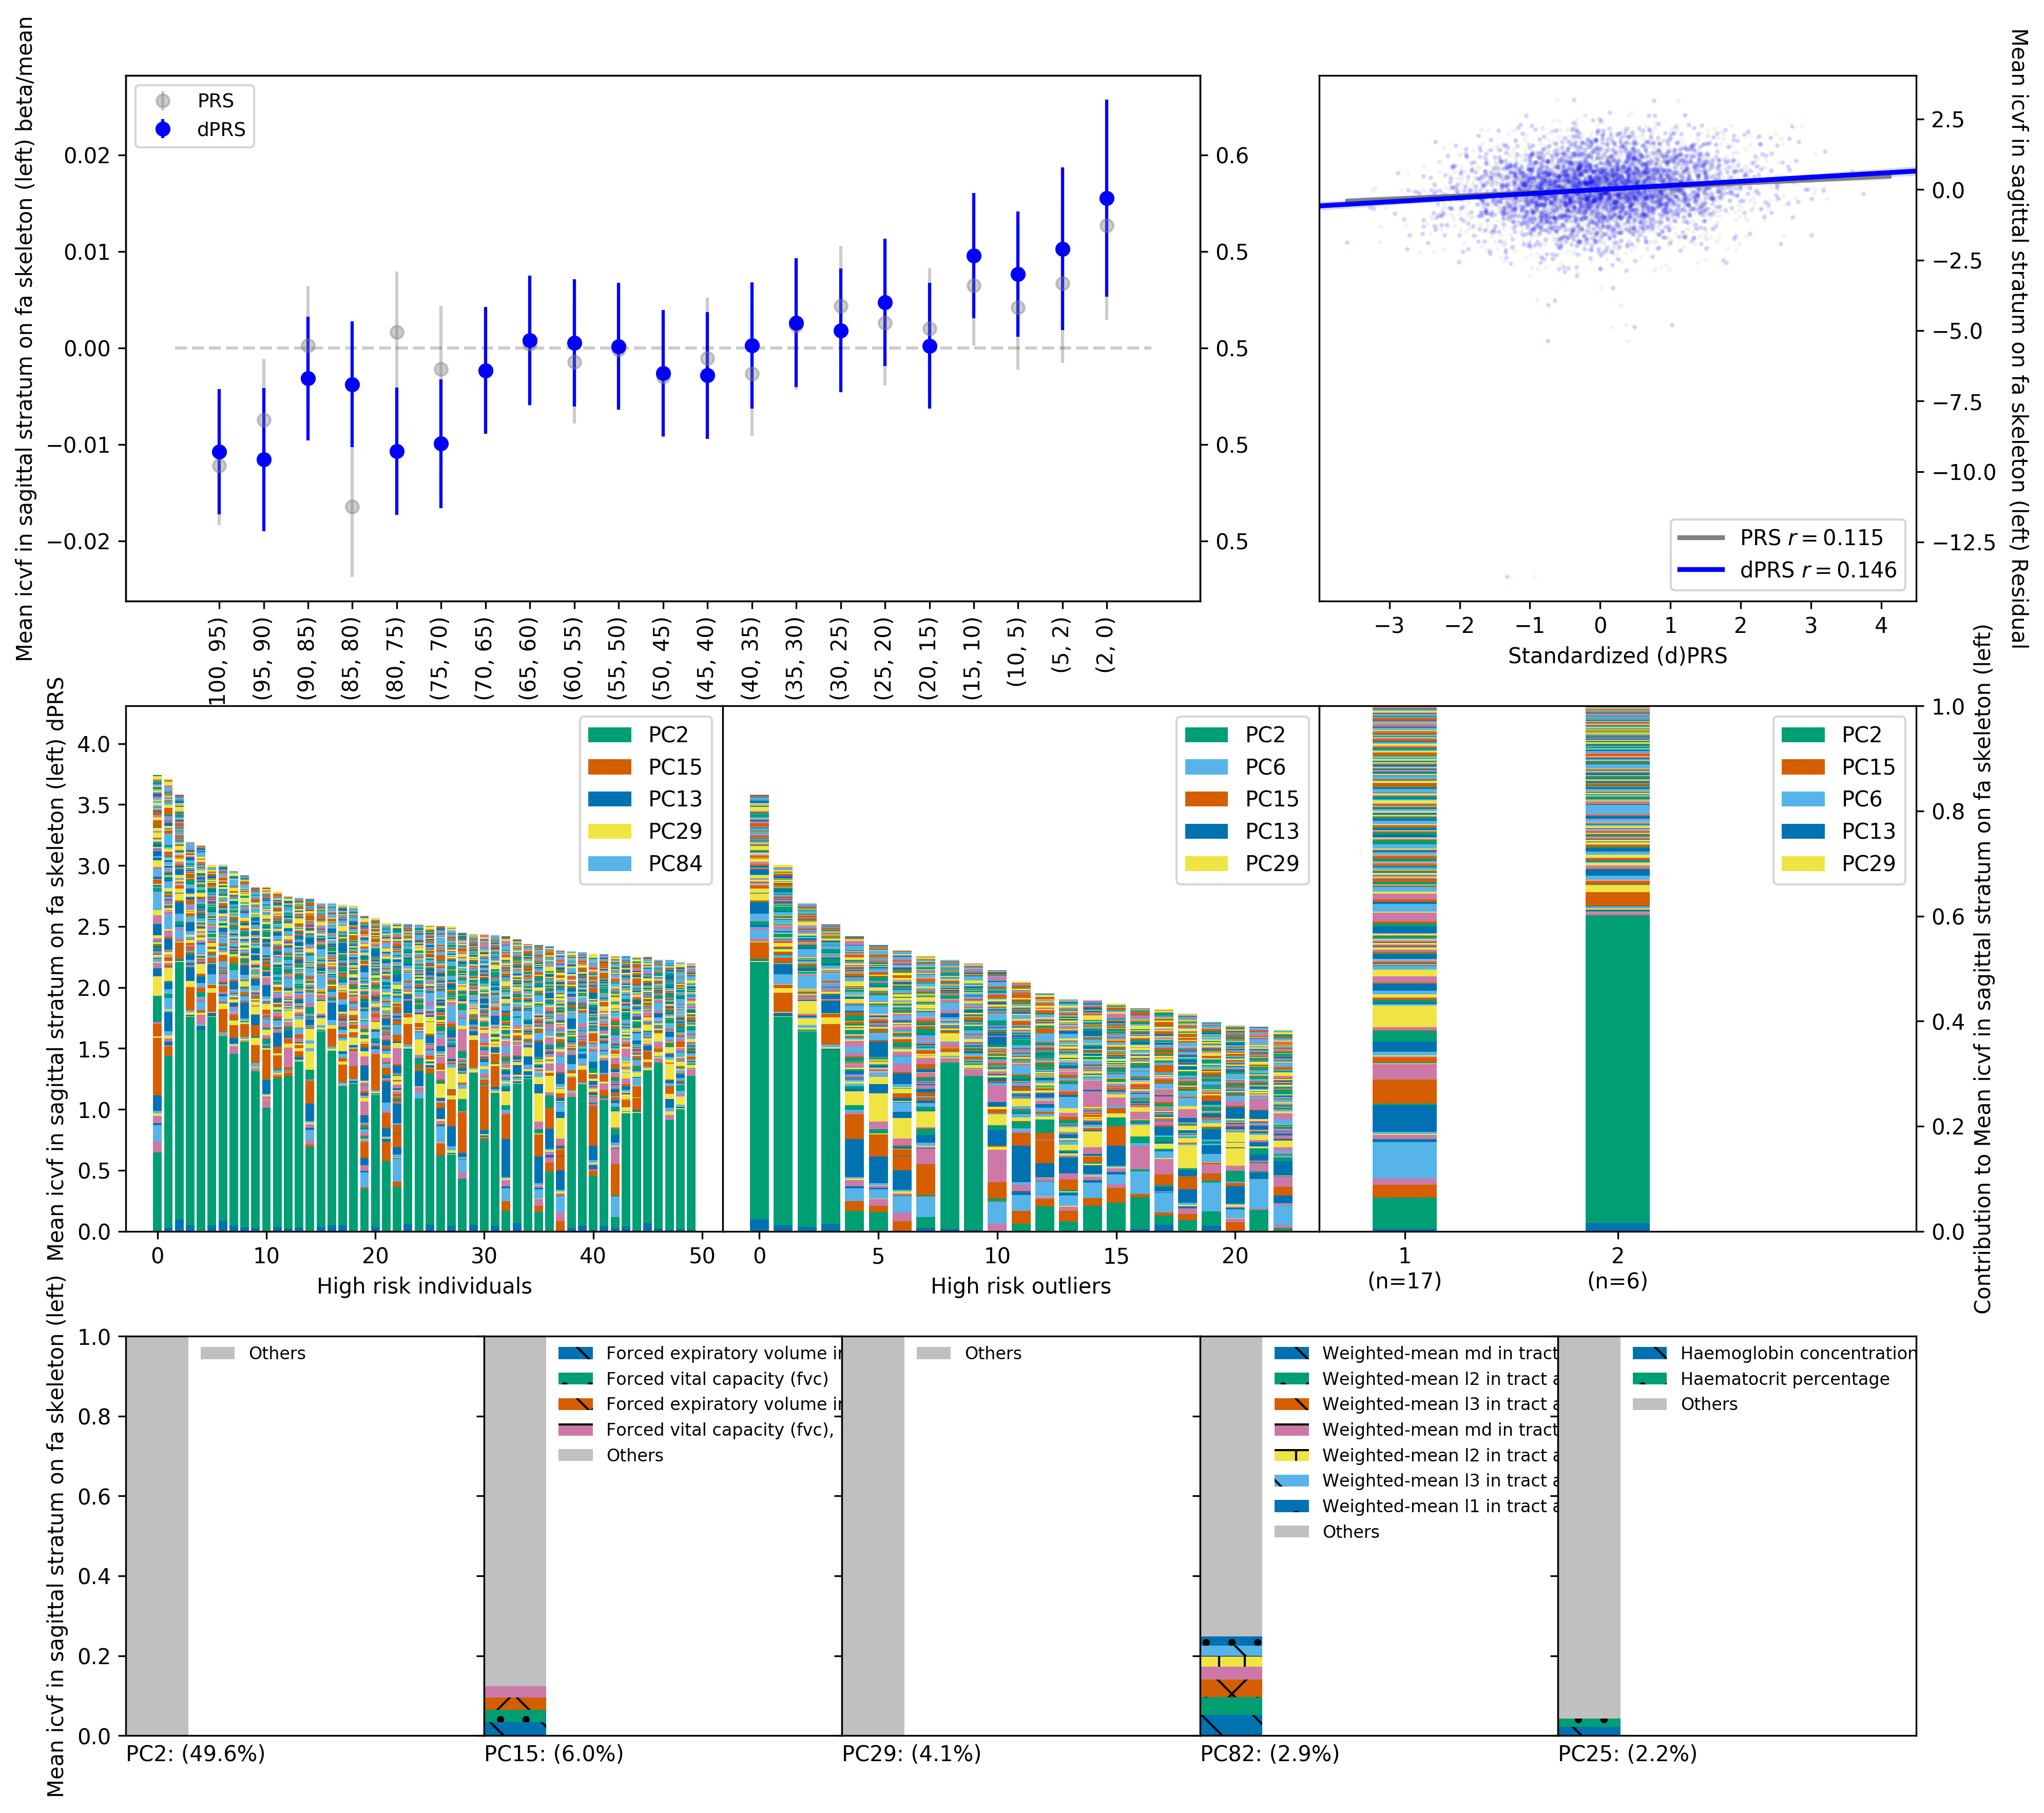 Mean icvf in sagittal stratum on fa skeleton (left) beta/mean
PRS
dPRS
0.02
0.01
0.00
−0.01
−0.02
0.6
0.5
0.5
0.5
0.5
100, 95)
(95, 90)
(90, 85)
(85, 80)
(80, 75)
(75, 70)
(70, 65)
(65, 60)
(60, 55)
(55, 50)
(50, 45)
(45, 40)
(40, 35)
(35, 30)
(30, 25)
(25, 20)
(20, 15)
(15, 10)
(10, 5)
(5, 2)
(2, 0)
Mean icvf in sagittal stratum on fa skeleton (left) Residual
2.5
0.0
−2.5
−5.0
−7.5
−10.0
−12.5
PRS r = 0.115
dPRS r = 0.146
−3 −2 −1 0 1 2 3 4
Standardized (d)PRS
Mean icvf in sagittal stratum on fa skeleton (left) dPRS
4.0
3.5
3.0
2.5
2.0
1.5
1.0
0.5
0.0
PC2
PC15
PC13
PC29
PC84
0 10 20 30 40 50
High risk individuals
PC2
PC6
PC15
PC13
PC29
0 5 10 15 20
High risk outliers
PC2
PC15
PC6
PC13
PC29
1
(n=17)
2
(n=6)
1.0
0.8
0.6
0.4
0.2
0.0
Contribution to Mean icvf in sagittal stratum on fa skeleton (left)
Mean icvf in sagittal stratum on fa skeleton (left)
1.0
0.8
0.6
0.4
0.2
0.0
Others
PC2: (49.6%)
Forced expiratory volume in
Forced vital capacity (fvc)
Forced expiratory volume in
Forced vital capacity (fvc),
Others
PC15: (6.0%)
Others
PC29: (4.1%)
Weighted-mean md in tract
Weighted-mean l2 in tract a
Weighted-mean l3 in tract a
Weighted-mean md in tract
Weighted-mean l2 in tract a
Weighted-mean l3 in tract a
Weighted-mean l1 in tract a
Others
PC82: (2.9%)
Haemoglobin concentration
Haematocrit percentage
Others
PC25: (2.2%)